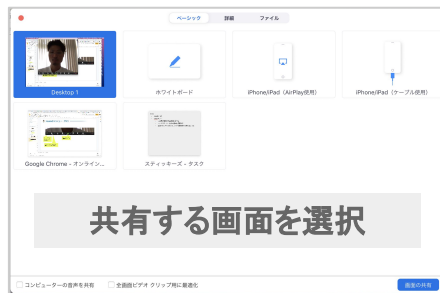 ベーシック 詳細 ファイル
Desktop 1 ホワイトボード iPhone/iPad（AirPlay使用） iPhone/iPad（ケーブル使用）
Google Chrome - オンライン... スティッキーズ - タスク
共有する画面を選択
コンピューターの音声を共有 全画面ビデオ クリップ用に最適化 画面の共有